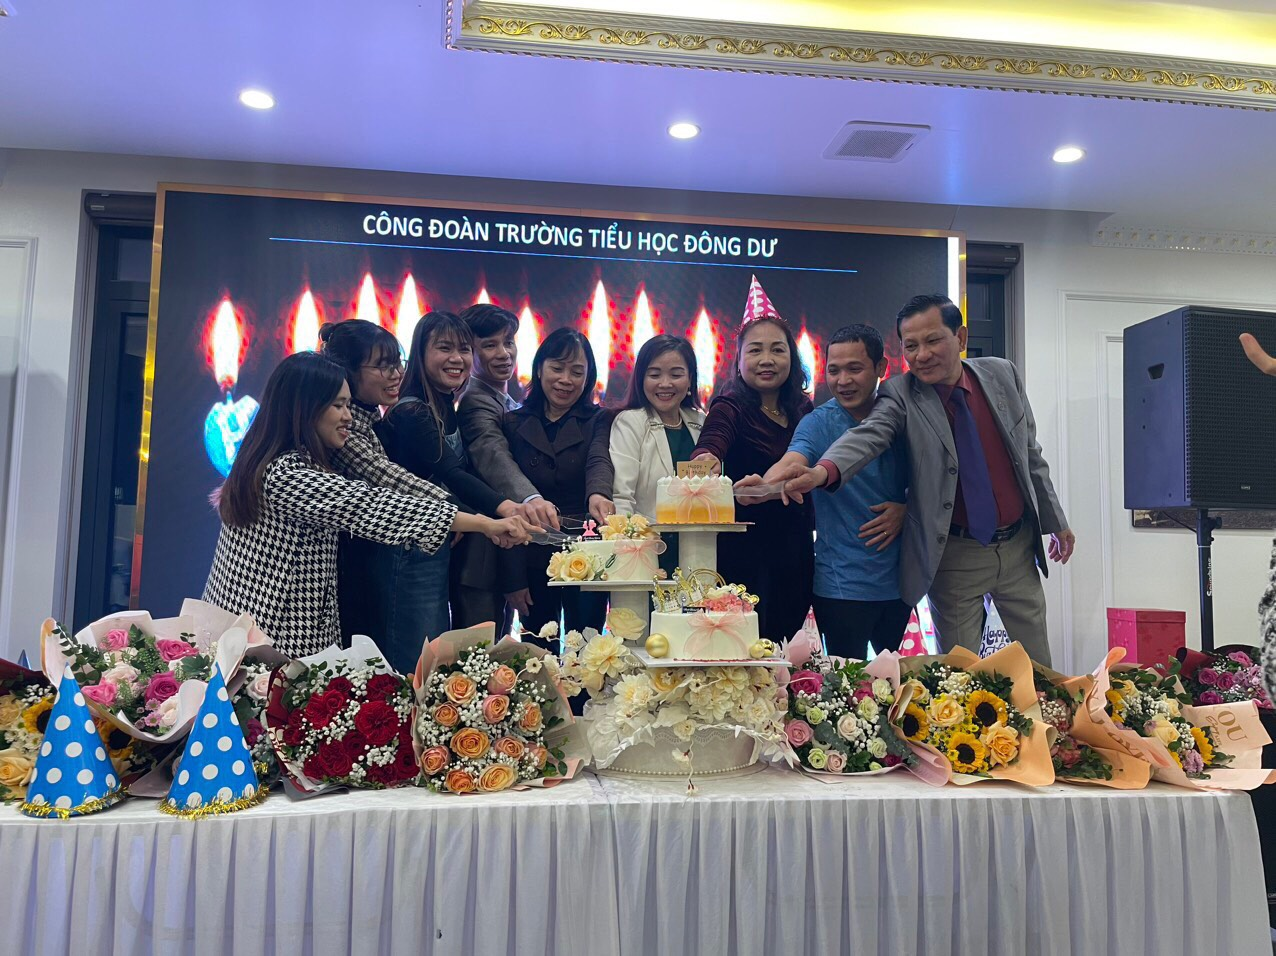 CÔNG ĐOÀN TRƯỜNG TIỂU HỌC ĐÔNG DƯ